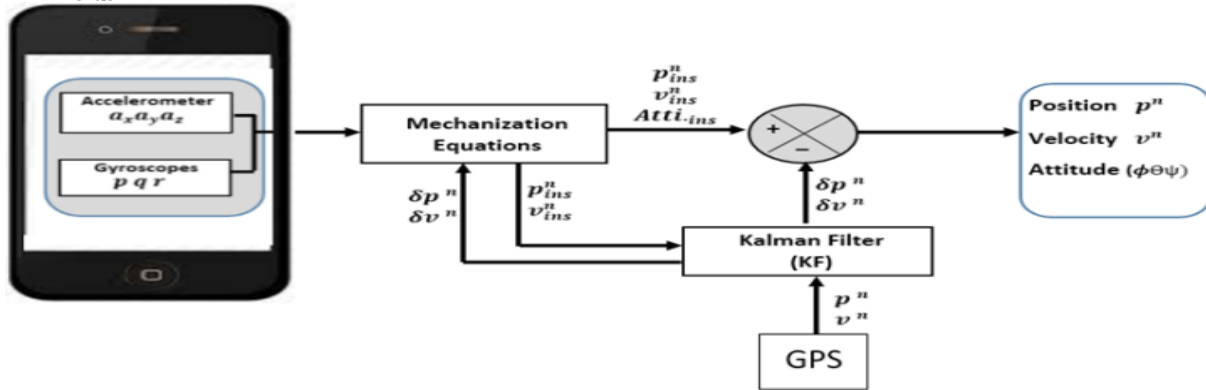 Accelerometer
a_x a_y a_z
Gyroscopes
p q r
Mechanization
Equations
p^n_ins
v^n_ins
Atti._ins
+
−
Position p^n
Velocity v^n
Attitude (ϕΘψ)
δp^n
δv^n
p^n_ins
v^n_ins
δp^n
δv^n
Kalman Filter
(KF)
p^n
v^n
GPS